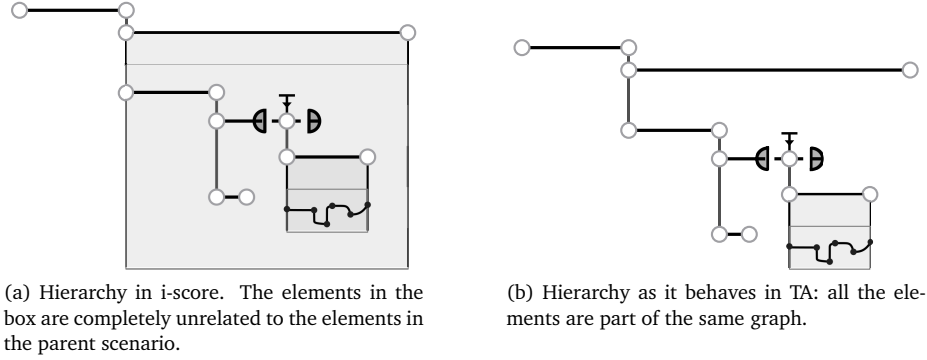 (a) Hierarchy in i-score. The elements in the
box are completely unrelated to the elements in
the parent scenario.
(b) Hierarchy as it behaves in TA: all the ele-
ments are part of the same graph.